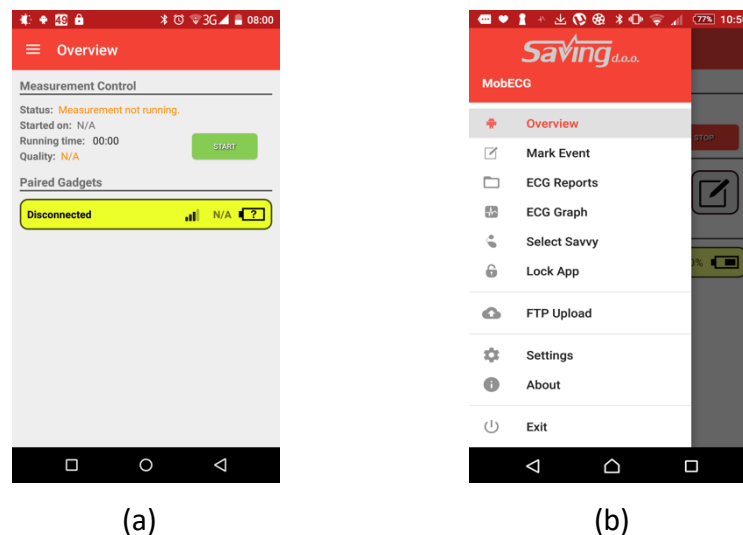 49 3G 08:00
Overview
Measurement Control
Status: Measurement not running.
Started on: N/A
Running time: 00:00
Quality: N/A
START
Paired Gadgets
Disconnected N/A ?
(a)
77% 10:5
Saving d.o.o.
MobECG
Overview
Mark Event
ECG Reports
ECG Graph
Select Savvy
Lock App
FTP Upload
Settings
About
Exit
STOP
(b)